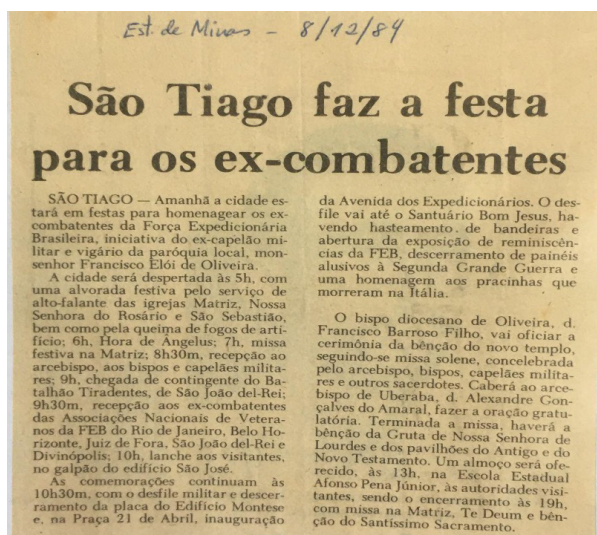 Est. de Minas - 8/12/84
São Tiago faz a festa
para os ex-combatentes
SÃO TIAGO — Amanhã a cidade es-
tará em festas para homenagear os ex-
combatentes da Força Expedicionária
Brasileira, iniciativa do ex-capelão mi-
litar e vigário da paróquia local, mon-
senhor Francisco Elói de Oliveira.
A cidade será despertada às 5h, com
uma alvorada festiva pelo serviço de
alto-falante das igrejas Matriz, Nossa
Senhora do Rosário e São Sebastião,
bem como pela queima de fogos de arti-
fício; 6h, Hora de Angelus; 7h, missa
festiva na Matriz; 8h30m, recepção ao
arcebispo, aos bispos e capelães milita-
res; 9h, chegada de contingente do Ba-
talhão Tiradentes, de São João del-Rei;
9h30m, recepção aos ex-combatentes
das Associações Nacionais de Vetera-
nos da FEB do Rio de Janeiro, Belo Ho-
rizonte, Juiz de Fora, São João del-Rei e
Divinópolis; 10h, lanche aos visitantes,
no galpão do edifício São José.
As comemorações continuam às
10h30m, com o desfile militar e descer-
ramento da placa do Edifício Montese
e, na Praça 21 de Abril, inauguração
da Avenida dos Expedicionários. O des-
file vai até o Santuário Bom Jesus, ha-
vendo hasteamento de bandeiras e
abertura da exposição de reminiscên-
cias da FEB, descerramento de painéis
alusivos à Segunda Grande Guerra e
uma homenagem aos pracinhas que
morreram na Itália.
O bispo diocesano de Oliveira, d.
Francisco Barroso Filho, vai oficiar a
cerimônia da bênção do novo templo,
seguindo-se missa solene, concelebrada
pelo arcebispo, bispos, capelães milita-
res e outros sacerdotes. Caberá ao arce-
bispo de Uberaba, d. Alexandre Gon-
çalves do Amaral, fazer a oração gratu-
latória. Terminada a missa, haverá a
bênção da Gruta de Nossa Senhora de
Lourdes e dos pavilhões do Antigo e do
Novo Testamento. Um almoço será ofe-
recido, às 13h, na Escola Estadual
Afonso Pena Júnior, às autoridades visi-
tantes, sendo o encerramento às 19h,
com missa na Matriz, Te Deum e bên-
ção do Santíssimo Sacramento.